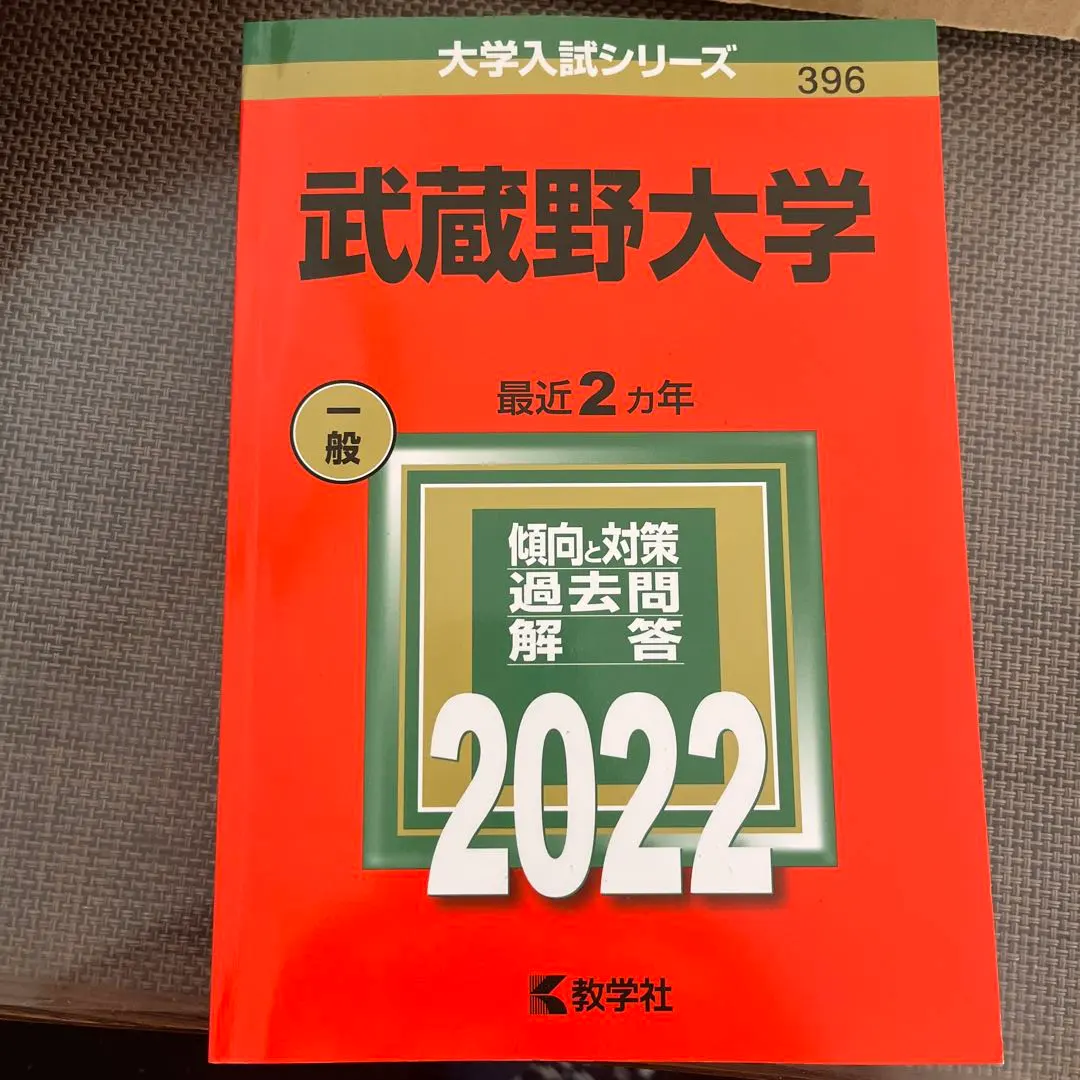 大学入試シリーズ
396
武蔵野大学
最近2ヵ年
一般
傾向と対策
過去問
解答
2022
教学社